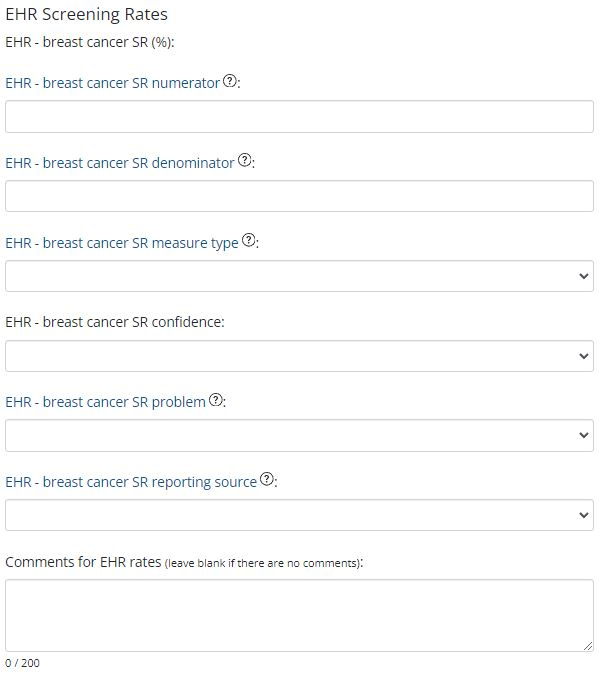 EHR Screening Rates
EHR - breast cancer SR (%):
EHR - breast cancer SR numerator ?:
EHR - breast cancer SR denominator ?:
EHR - breast cancer SR measure type ?:
EHR - breast cancer SR confidence:
EHR - breast cancer SR problem ?:
EHR - breast cancer SR reporting source ?:
Comments for EHR rates (leave blank if there are no comments):
0 / 200